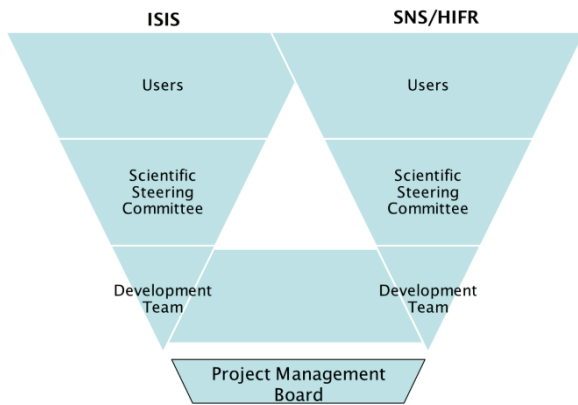 ISIS
SNS/HIFR
Users
Users
Scientific
Steering
Committee
Scientific
Steering
Committee
Development
Team
Development
Team
Project Management
Board